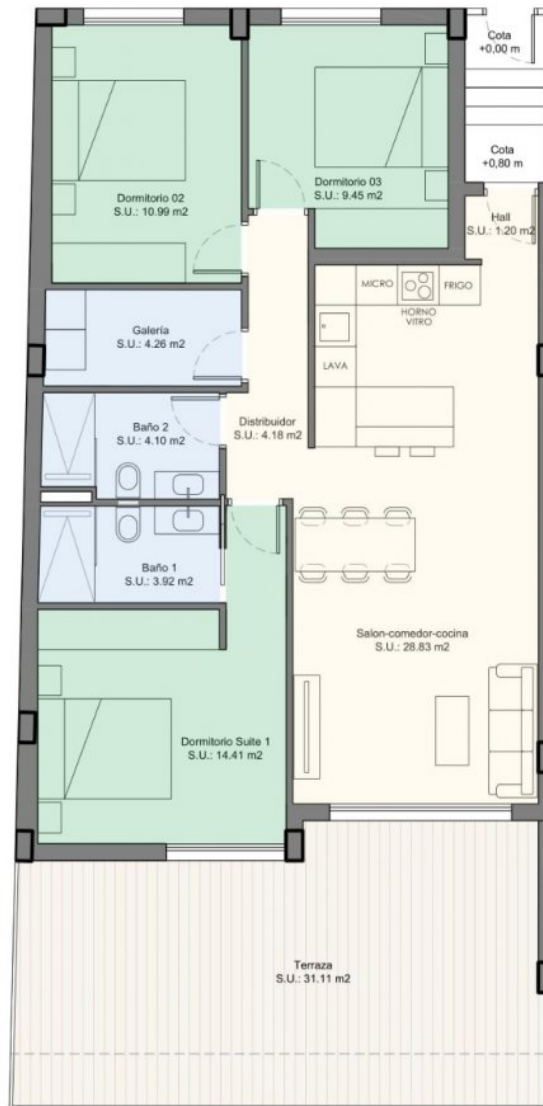 Cota
+0,00 m
Cota
+0,80 m
Dormitorio 02
S.U.: 10.99 m2
Dormitorio 03
S.U.: 9.45 m2
Hall
S.U.: 1.20 m2
MICRO
FRIGO
HORNO
VITRO
LAVA
Galería
S.U.: 4.26 m2
Baño 2
S.U.: 4.10 m2
Distribuidor
S.U.: 4.18 m2
Baño 1
S.U.: 3.92 m2
Salon-comedor-cocina
S.U.: 28.83 m2
Dormitorio Suite 1
S.U.: 14.41 m2
Terraza
S.U.: 31.11 m2